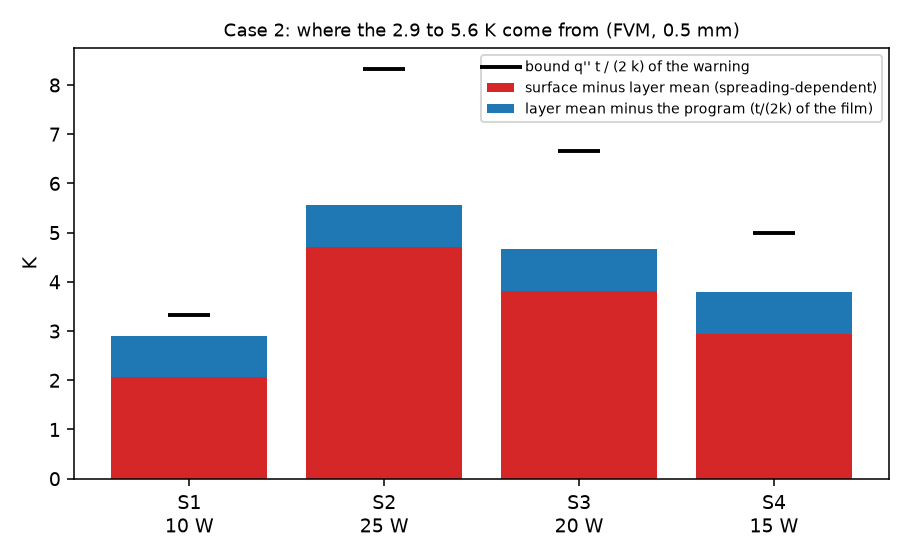 Case 2: where the 2.9 to 5.6 K come from (FVM, 0.5 mm)
bound q'' t / (2 k) of the warning
surface minus layer mean (spreading-dependent)
layer mean minus the program (t/(2k) of the film)
K
8
7
6
5
4
3
2
1
0
S1
10 W
S2
25 W
S3
20 W
S4
15 W